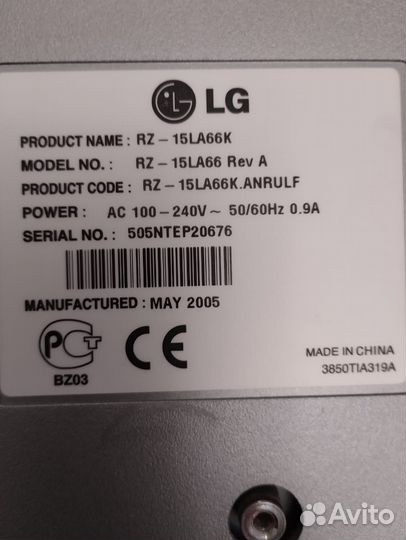 LG
PRODUCT NAME : RZ - 15LA66K
MODEL NO. : RZ - 15LA66 Rev A
PRODUCT CODE : RZ - 15LA66K.ANRULF
POWER : AC 100-240V ~ 50/60Hz 0.9A
SERIAL NO. : 505NTEP20676
MANUFACTURED : MAY 2005
РСТ
BZ03
CE
MADE IN CHINA
3850TIA319A
Avito